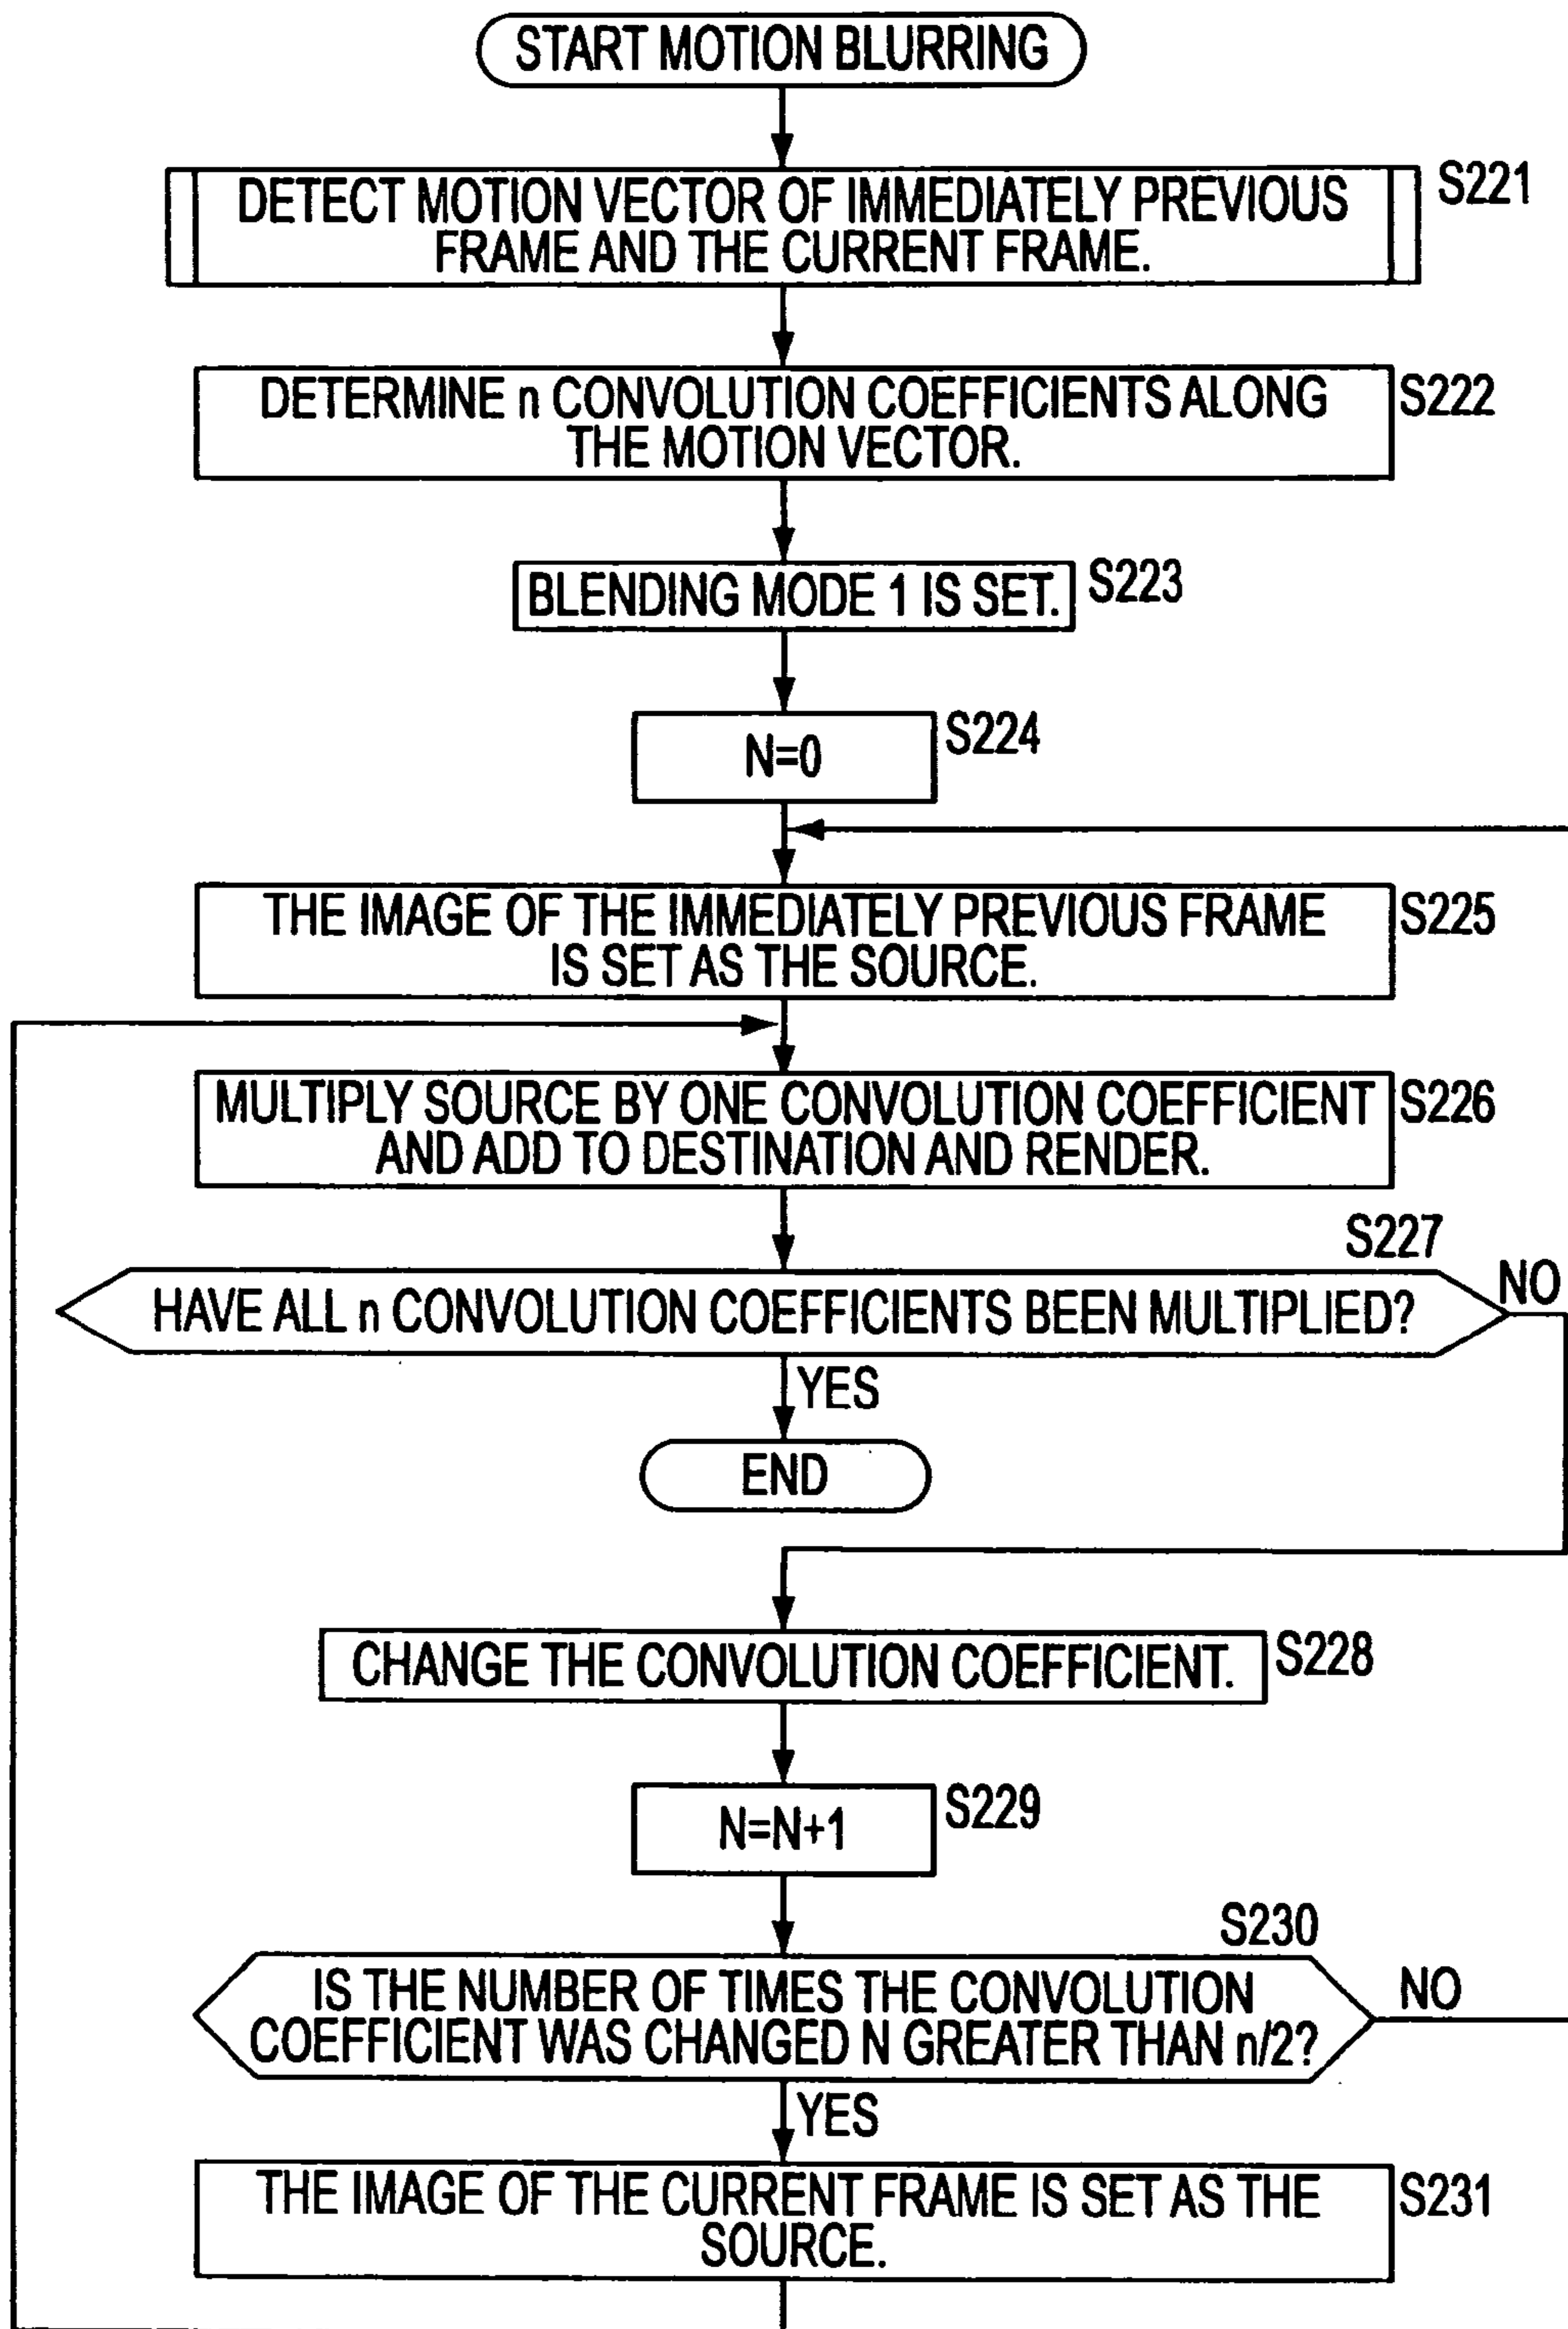 START MOTION BLURRING
DETECT MOTION VECTOR OF IMMEDIATELY PREVIOUS
FRAME AND THE CURRENT FRAME.
S221
DETERMINE n CONVOLUTION COEFFICIENTS ALONG
THE MOTION VECTOR.
S222
BLENDING MODE 1 IS SET.
S223
N=0
S224
THE IMAGE OF THE IMMEDIATELY PREVIOUS FRAME
IS SET AS THE SOURCE.
S225
MULTIPLY SOURCE BY ONE CONVOLUTION COEFFICIENT
AND ADD TO DESTINATION AND RENDER.
S226
S227
HAVE ALL n CONVOLUTION COEFFICIENTS BEEN MULTIPLIED?
NO
YES
END
CHANGE THE CONVOLUTION COEFFICIENT.
S228
N=N+1
S229
S230
IS THE NUMBER OF TIMES THE CONVOLUTION
COEFFICIENT WAS CHANGED N GREATER THAN n/2?
NO
YES
THE IMAGE OF THE CURRENT FRAME IS SET AS THE
SOURCE.
S231